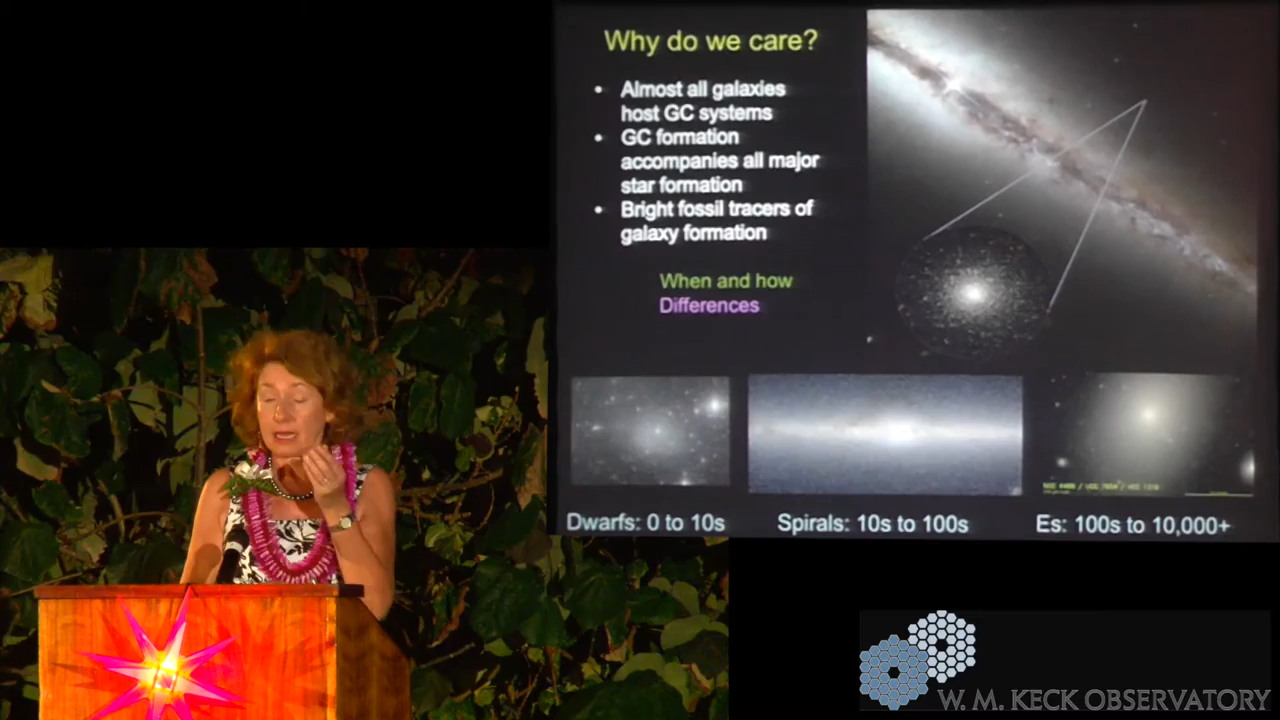 Why do we care?
• Almost all galaxies
host GC systems
• GC formation
accompanies all major
star formation
• Bright fossil tracers of
galaxy formation
When and how
Differences
Dwarfs: 0 to 10s
Spirals: 10s to 100s
Es: 100s to 10,000+
W. M. KECK OBSERVATORY